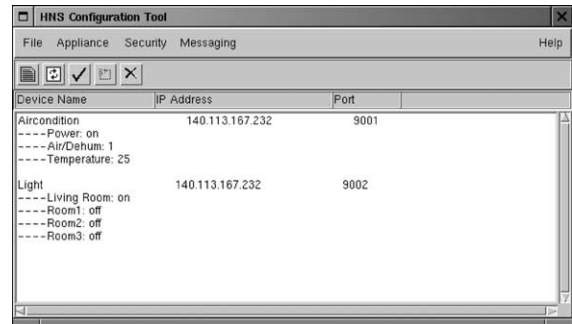 HNS Configuration Tool
File Appliance Security Messaging Help
Device Name IP Address Port
Aircondition 140.113.167.232 9001
----Power: on
----Air/Dehum: 1
----Temperature: 25
Light 140.113.167.232 9002
----Living Room: on
----Room1: off
----Room2: off
----Room3: off